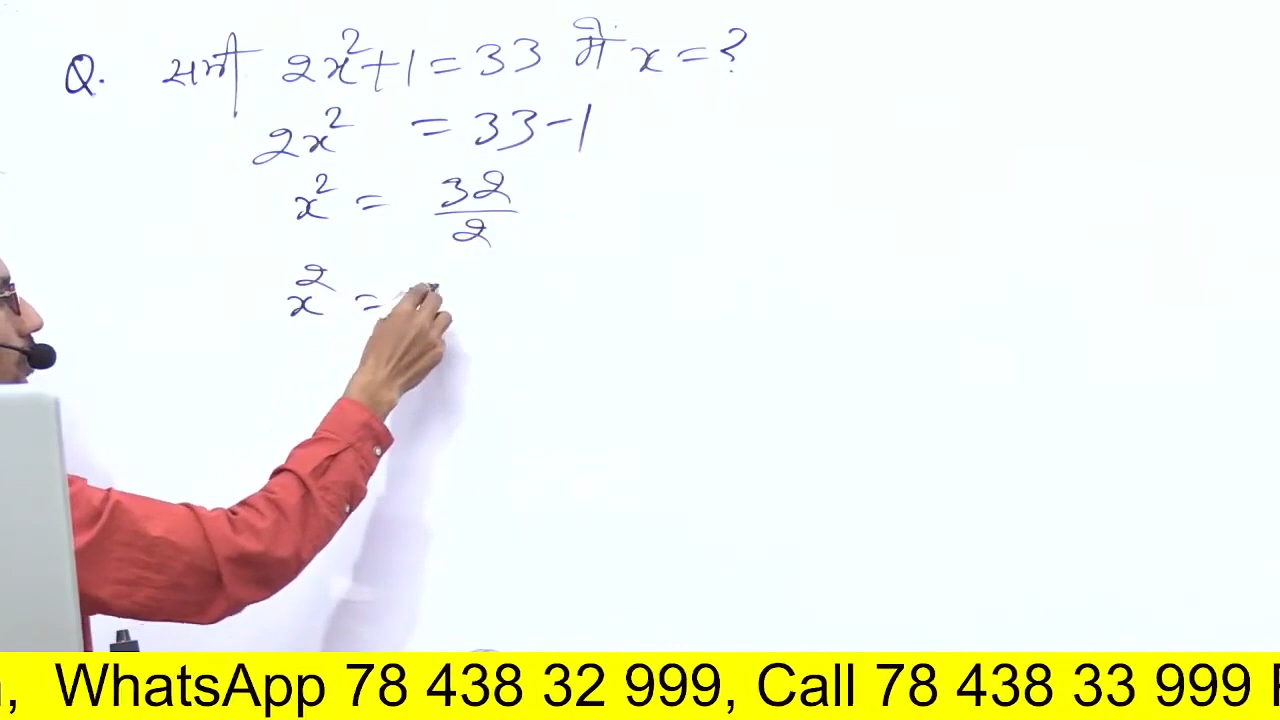 Q. समी 2x²+1=33 में x=?
2x² = 33-1
x² = 32/2
x² =
, WhatsApp 78 438 32 999, Call 78 438 33 999